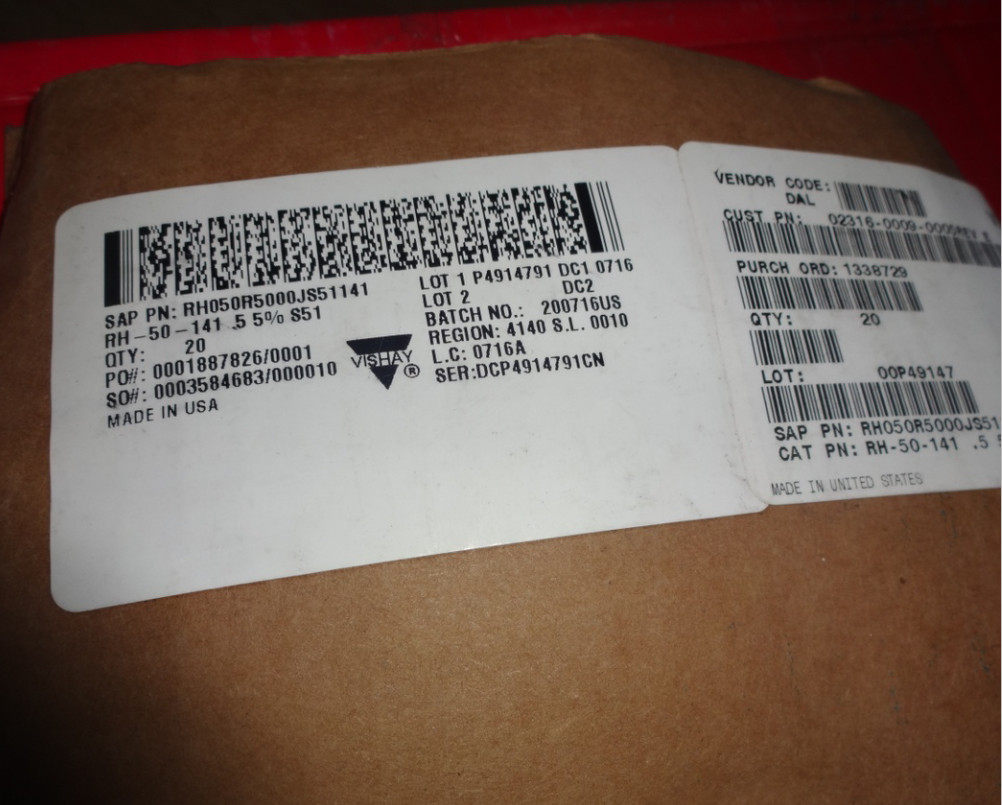 SAP PN: RH050R5000JS51141
RH-50-141 .5 5% S51
QTY: 20
PO#: 0001887826/0001
SO#: 0003584683/000010
MADE IN USA
VISHAY ®
LOT 1 P4914791 DC1 0716
LOT 2 DC2
BATCH NO.: 200716US
REGION: 4140 S.L. 0010
L.C: 0716A
SER:DCP4914791CN
VENDOR CODE:
DAL
CUST PN: 02316-0009-0000REV
PURCH ORD: 1338729
QTY: 20
LOT: 00P49147
SAP PN: RH050R5000JS51
CAT PN: RH-50-141 .5
MADE IN UNITED STATES